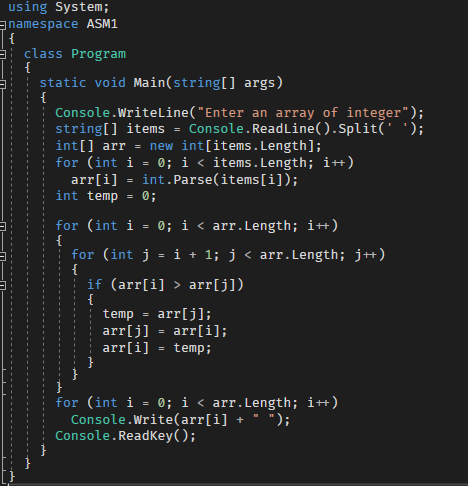 using System;
namespace ASM1
{
class Program
{
static void Main(string[] args)
{
Console.WriteLine("Enter an array of integer");
string[] items = Console.ReadLine().Split(' ');
int[] arr = new int[items.Length];
for (int i = 0; i < items.Length; i++)
arr[i] = int.Parse(items[i]);
int temp = 0;
for (int i = 0; i < arr.Length; i++)
{
for (int j = i + 1; j < arr.Length; j++)
{
if (arr[i] > arr[j])
{
temp = arr[j];
arr[j] = arr[i];
arr[i] = temp;
}
}
}
for (int i = 0; i < arr.Length; i++)
Console.Write(arr[i] + " ");
Console.ReadKey();
}
}
}